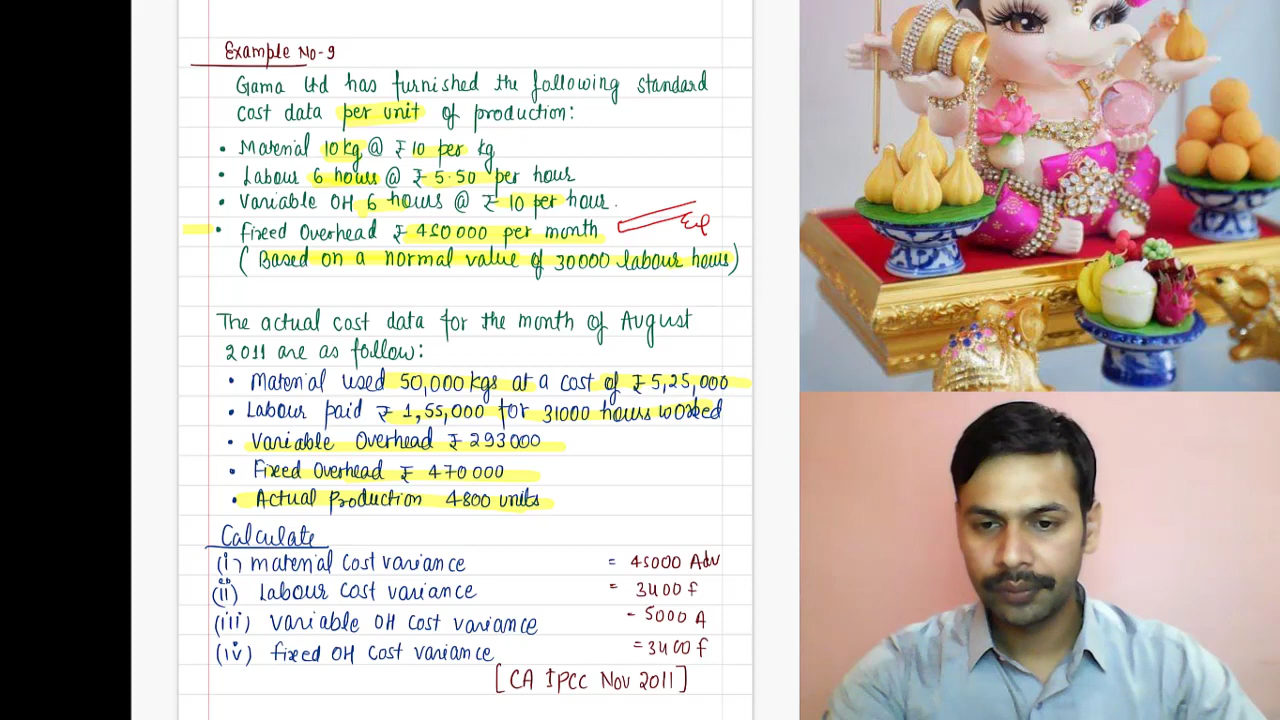 Example No-9
Gama Ltd has furnished the following standard
cost data per unit of production:
• Material 10 kg @ ₹ 10 per kg
• Labour 6 hours @ ₹ 5.50 per hour
• Variable OH 6 hours @ ₹ 10 per hour.
• Fixed Overhead ₹ 450000 per month
( Based on a normal value of 30000 labour hours)
The actual cost data for the month of August
2011 are as follow:
• Material used 50,000 kgs at a cost of ₹ 5,25,000
• Labour paid ₹ 1,55,000 for 31000 hours worked
• Variable Overhead ₹ 293000
• Fixed Overhead ₹ 470000
• Actual production 4800 units
Calculate
(i) material cost variance = 45000 Adv
(ii) Labour cost variance = 3400 f
(iii) variable OH cost variance - 5000 A
(iv) fixed OH cost variance = 3400 f
[CA IPCC Nov 2011]